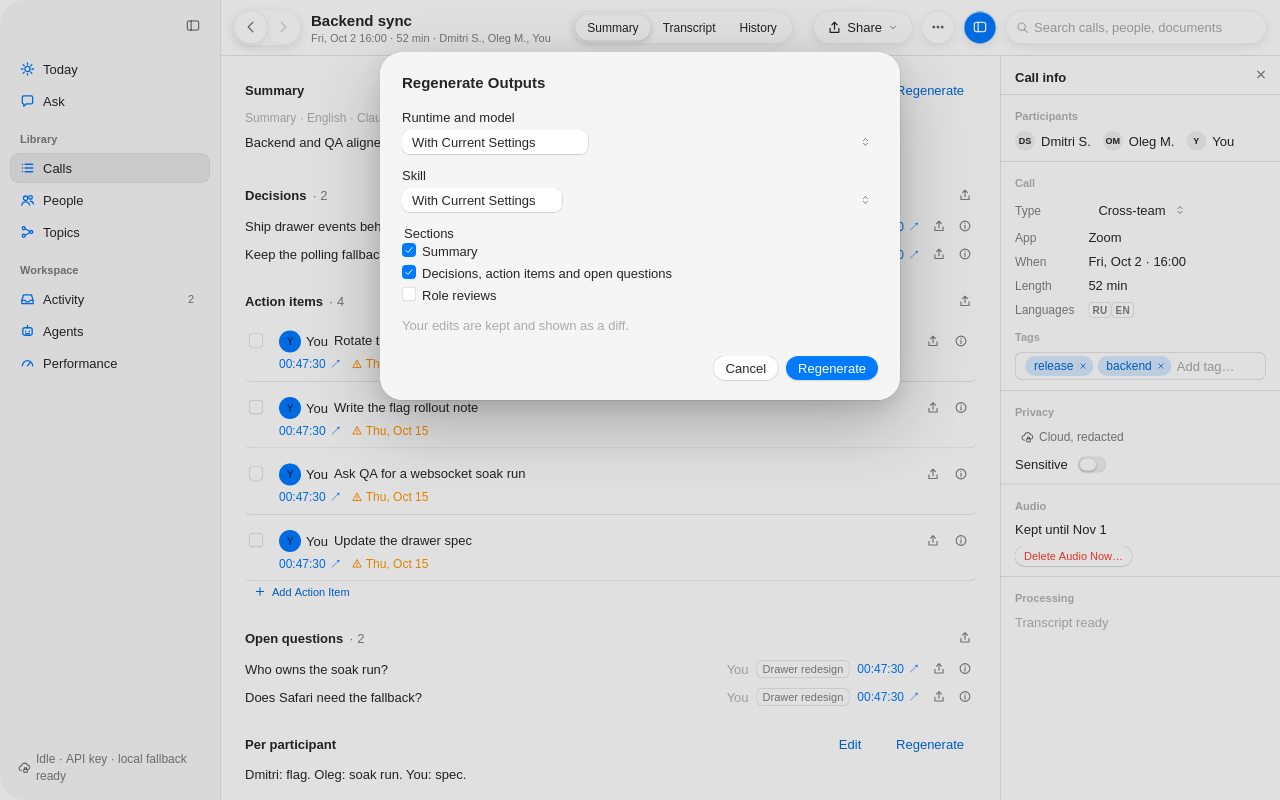 Backend sync
Fri, Oct 2 16:00 · 52 min · Dmitri S., Oleg M., You
Summary
Transcript
History
Share
Search calls, people, documents
Today
Ask
Library
Calls
People
Topics
Workspace
Activity
2
Agents
Performance
Idle · API key · local fallback
ready
Summary
Regenerate
Summary · English · Clau
Backend and QA aligne
Decisions · 2
Ship drawer events beh
Keep the polling fallbac
Action items · 4
Y You Rotate t
00:47:30
Th
Y You Write the flag rollout note
00:47:30
Thu, Oct 15
Y You Ask QA for a websocket soak run
00:47:30
Thu, Oct 15
Y You Update the drawer spec
00:47:30
Thu, Oct 15
Add Action Item
Open questions · 2
Who owns the soak run?
You
Drawer redesign
00:47:30
Does Safari need the fallback?
You
Drawer redesign
00:47:30
Per participant
Edit
Regenerate
Dmitri: flag. Oleg: soak run. You: spec.
Regenerate Outputs
Runtime and model
With Current Settings
Skill
With Current Settings
Sections
Summary
Decisions, action items and open questions
Role reviews
Your edits are kept and shown as a diff.
Cancel
Regenerate
Call info
Participants
DS Dmitri S. OM Oleg M. Y You
Call
Type Cross-team
App Zoom
When Fri, Oct 2 · 16:00
Length 52 min
Languages RU EN
Tags
release
backend
Add tag…
Privacy
Cloud, redacted
Sensitive
Audio
Kept until Nov 1
Delete Audio Now…
Processing
Transcript ready